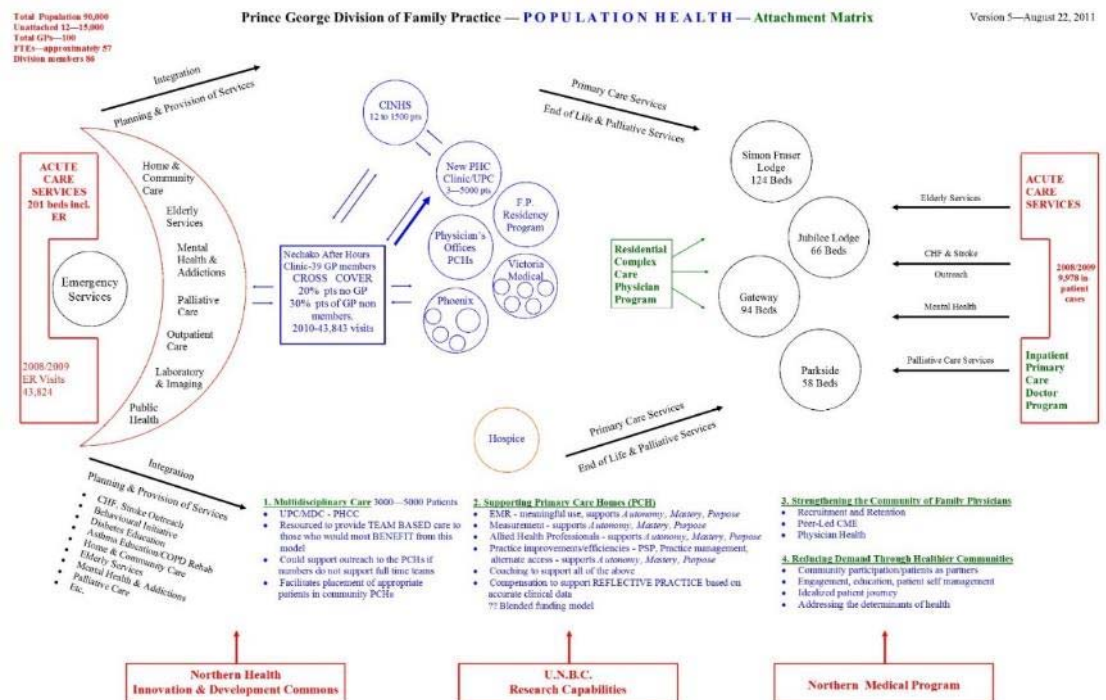 Total Population 90,000
Unattached 12—15,000
Total GPs—100
FTEs—approximately 57
Division members 86
Prince George Division of Family Practice — POPULATION HEALTH — Attachment Matrix
Version 5—August 22, 2011
Integration
Planning & Provision of Services
ACUTE
CARE
SERVICES
201 beds incl.
ER
Emergency
Services
2008/2009
ER Visits
43,824
Home &
Community
Care
Elderly
Services
Mental
Health &
Addictions
Palliative
Care
Outpatient
Care
Laboratory
& Imaging
Public
Health
CINHS
12 to 1500 pts
New PHC
Clinic/UPC
3—5000 pts
F.P.
Residency
Program
Physician's
Offices
PCHs
Victoria
Medical
Phoenix
Nechako After Hours
Clinic-39 GP members
CROSS COVER
20% pts no GP
30% pts of GP non
members.
2010-43,843 visits
Primary Care Services
End of Life & Palliative Services
Residential
Complex
Care
Physician
Program
Simon Fraser
Lodge
124 Beds
Jubilee Lodge
66 Beds
Gateway
94 Beds
Parkside
58 Beds
Elderly Services
CHF & Stroke
Outreach
Mental Health
Palliative Care Services
ACUTE
CARE
SERVICES
2008/2009
9,978 in-
patient
cases
Inpatient
Primary
Care
Doctor
Program
Hospice
Primary Care Services
End of Life & Palliative Services
Integration
Planning & Provision of Services
• CHF, Stroke Outreach
• Behavioural Initiative
• Diabetes Education
• Asthma Education/COPD Rehab
• Home & Community Care
• Elderly Services
• Mental Health & Addictions
• Palliative Care
• Etc.
1. Multidisciplinary Care 3000—5000 Patients
• UPC/MDC - PHCC
• Resourced to provide TEAM BASED care to
those who would most BENEFIT from this
model
• Could support outreach to the PCHs if
numbers do not support full time teams
• Facilitates placement of appropriate
patients in community PCHs
2. Supporting Primary Care Homes (PCH)
• EMR - meaningful use, supports Autonomy, Mastery, Purpose
• Measurement - supports Autonomy, Mastery, Purpose
• Allied Health Professionals - supports Autonomy, Mastery, Purpose
• Practice improvements/efficiencies - PSP, Practice management,
alternate access - supports Autonomy, Mastery, Purpose
• Coaching to support all of the above
• Compensation to support REFLECTIVE PRACTICE based on
accurate clinical data
?? Blended funding model
3. Strengthening the Community of Family Physicians
• Recruitment and Retention
• Peer-Led CME
• Physician Health
4. Reducing Demand Through Healthier Communities
• Community participation/patients as partners
• Engagement, education, patient self management
• Idealized patient journey
• Addressing the determinants of health
Northern Health
Innovation & Development Commons
U.N.B.C.
Research Capabilities
Northern Medical Program